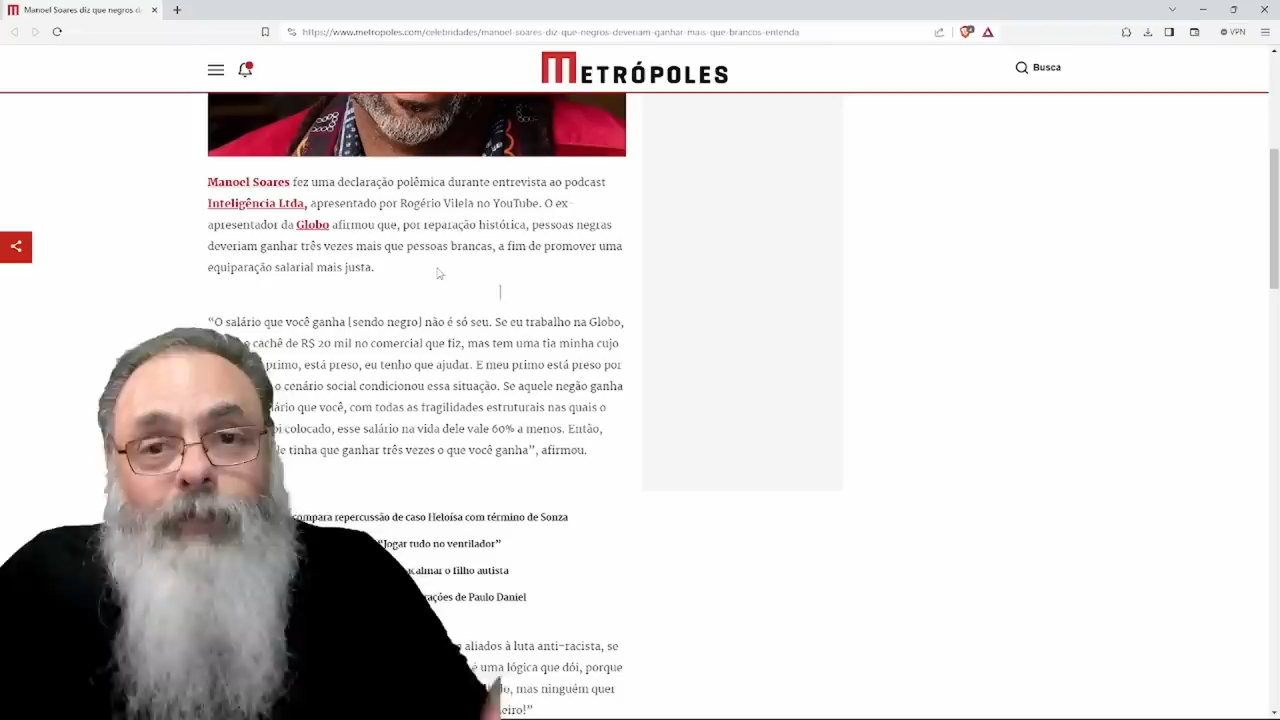 Manoel Soares diz que negros d
https://www.metropoles.com/celebridades/manoel-soares-diz-que-negros-deveriam-ganhar-mais-que-brancos-entenda
VPN
METRÓPOLES
Busca
Manoel Soares fez uma declaração polêmica durante entrevista ao podcast
Inteligência Ltda, apresentado por Rogério Vilela no YouTube. O ex-
apresentador da Globo afirmou que, por reparação histórica, pessoas negras
deveriam ganhar três vezes mais que pessoas brancas, a fim de promover uma
equiparação salarial mais justa.
“O salário que você ganha [sendo negro] não é só seu. Se eu trabalho na Globo,
o cachê de R$ 20 mil no comercial que fiz, mas tem uma tia minha cujo
primo, está preso, eu tenho que ajudar. E meu primo está preso por
o cenário social condicionou essa situação. Se aquele negão ganha
que você, com todas as fragilidades estruturais nas quais o
colocado, esse salário na vida dele vale 60% a menos. Então,
tinha que ganhar três vezes o que você ganha”, afirmou.
compara repercussão de caso Heloísa com término de Sonza
“Jogar tudo no ventilador”
acalmar o filho autista
de Paulo Daniel
aliados à luta anti-racista, se
é uma lógica que dói, porque
mas ninguém quer